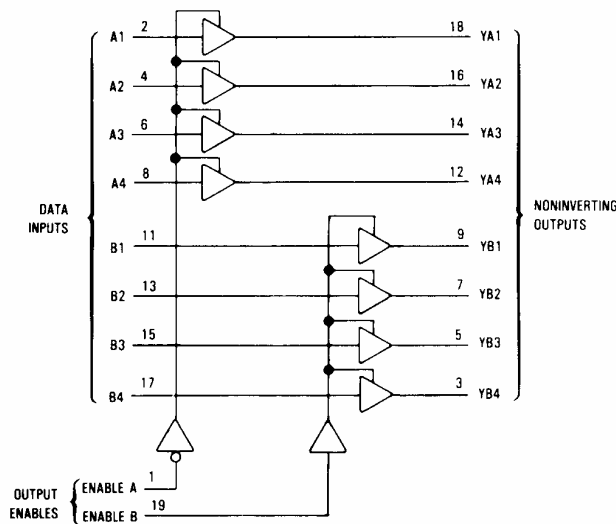 A1 2 18 YA1
A2 4 16 YA2
A3 6 14 YA3
A4 8 12 YA4
DATA
INPUTS
NONINVERTING
OUTPUTS
B1 11 9 YB1
B2 13 7 YB2
B3 15 5 YB3
B4 17 3 YB4
OUTPUT
ENABLES
ENABLE A 1
ENABLE B 19